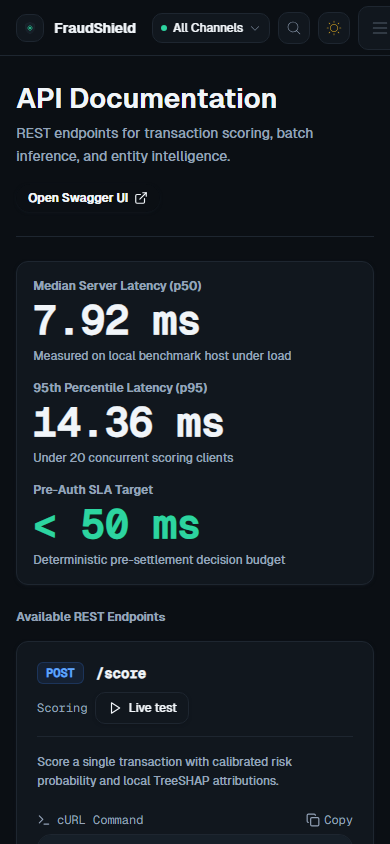 FraudShield
All Channels
API Documentation
REST endpoints for transaction scoring, batch
inference, and entity intelligence.
Open Swagger UI
Median Server Latency (p50)
7.92 ms
Measured on local benchmark host under load
95th Percentile Latency (p95)
14.36 ms
Under 20 concurrent scoring clients
Pre-Auth SLA Target
< 50 ms
Deterministic pre-settlement decision budget
Available REST Endpoints
POST /score
Scoring Live test
Score a single transaction with calibrated risk
probability and local TreeSHAP attributions.
cURL Command Copy